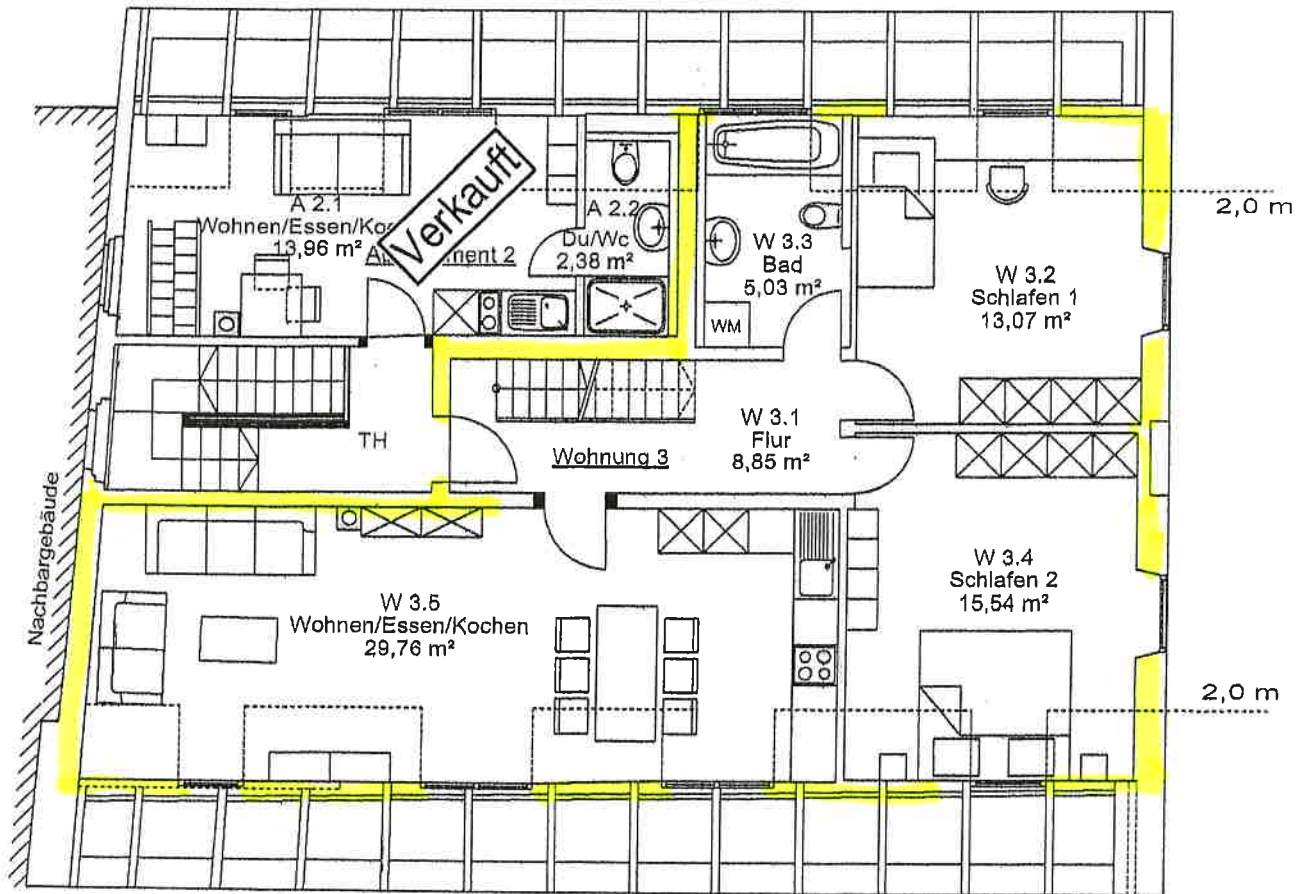 A 2.1
Wohnen/Essen/Ko
13,96 m²
ment 2
Verkauft
A 2.2
Du/Wc
2,38 m²
W 3.3
Bad
5,03 m²
WM
W 3.2
Schlafen 1
13,07 m²
2,0 m
TH
Wohnung 3
W 3.1
Flur
8,85 m²
Nachbargebäude
W 3.5
Wohnen/Essen/Kochen
29,76 m²
W 3.4
Schlafen 2
15,54 m²
2,0 m